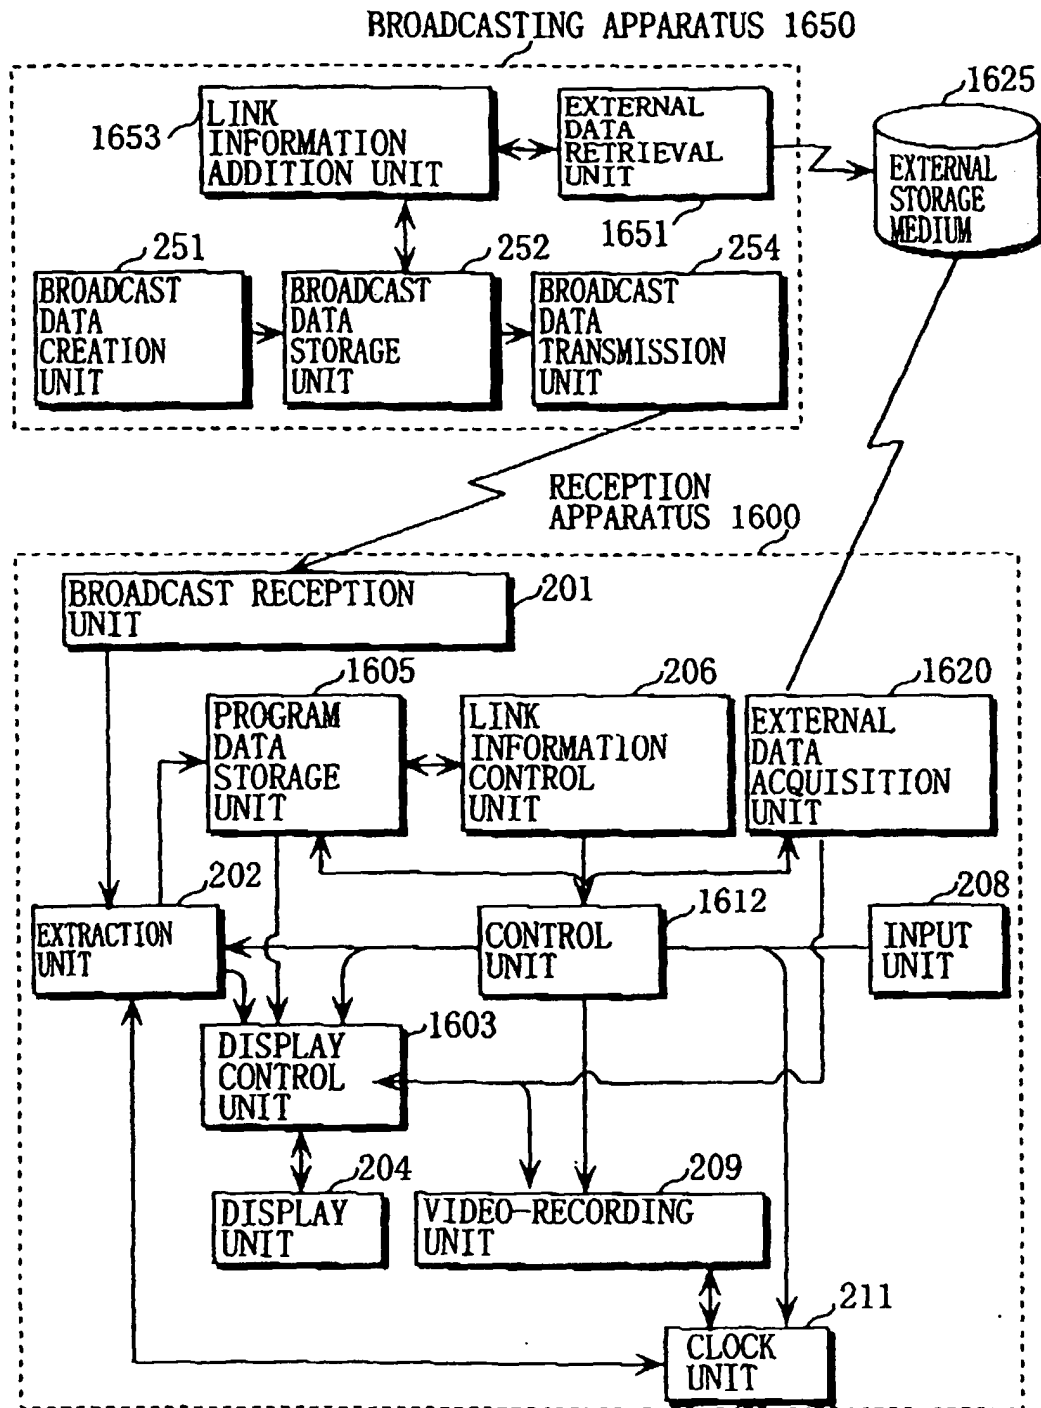 BROADCASTING APPARATUS 1650
1653
LINK
INFORMATION
ADDITION UNIT
EXTERNAL
DATA
RETRIEVAL
UNIT
1651
1625
EXTERNAL
STORAGE
MEDIUM
251
BROADCAST
DATA
CREATION
UNIT
252
BROADCAST
DATA
STORAGE
UNIT
254
BROADCAST
DATA
TRANSMISSION
UNIT
RECEPTION
APPARATUS 1600
BROADCAST RECEPTION
UNIT
201
1605
PROGRAM
DATA
STORAGE
UNIT
206
LINK
INFORMATION
CONTROL
UNIT
1620
EXTERNAL
DATA
ACQUISITION
UNIT
202
EXTRACTION
UNIT
CONTROL
UNIT
1612
208
INPUT
UNIT
1603
DISPLAY
CONTROL
UNIT
204
DISPLAY
UNIT
209
VIDEO-RECORDING
UNIT
211
CLOCK
UNIT